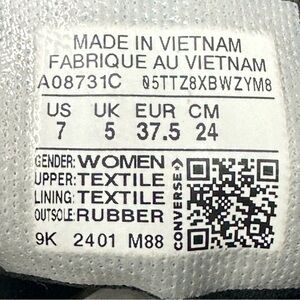 MADE IN VIETNAM
FABRIQUE AU VIETNAM
A08731C 05TTZ8XBWZYM8
US UK EUR CM
7 5 37.5 24
GENDER: WOMEN
UPPER: TEXTILE
LINING: TEXTILE
OUTSOLE: RUBBER
CONVERSE
9K 2401 M88